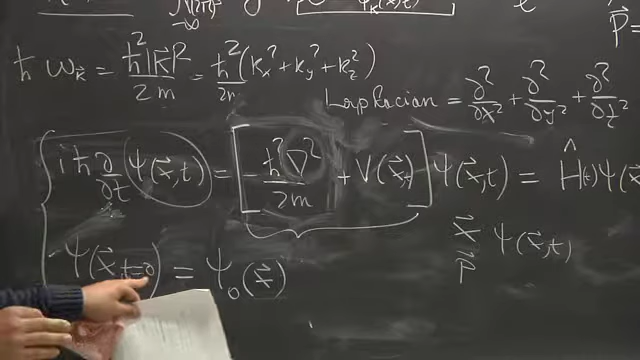 ħ ω_k⃗ = ħ²|k⃗|²/2m = ħ²/2m (k_x² + k_y² + k_z²)
Laplacian = ∂²/∂x² + ∂²/∂y² + ∂²/∂z²
iħ ∂/∂t ψ(x⃗,t) = [-ħ²∇²/2m + V(x⃗,t)] ψ(x⃗,t) = Ĥ(t)ψ(x⃗
ψ(x⃗,t=0) = ψ₀(x⃗)
x⃗ ψ(x⃗,t)
p⃗